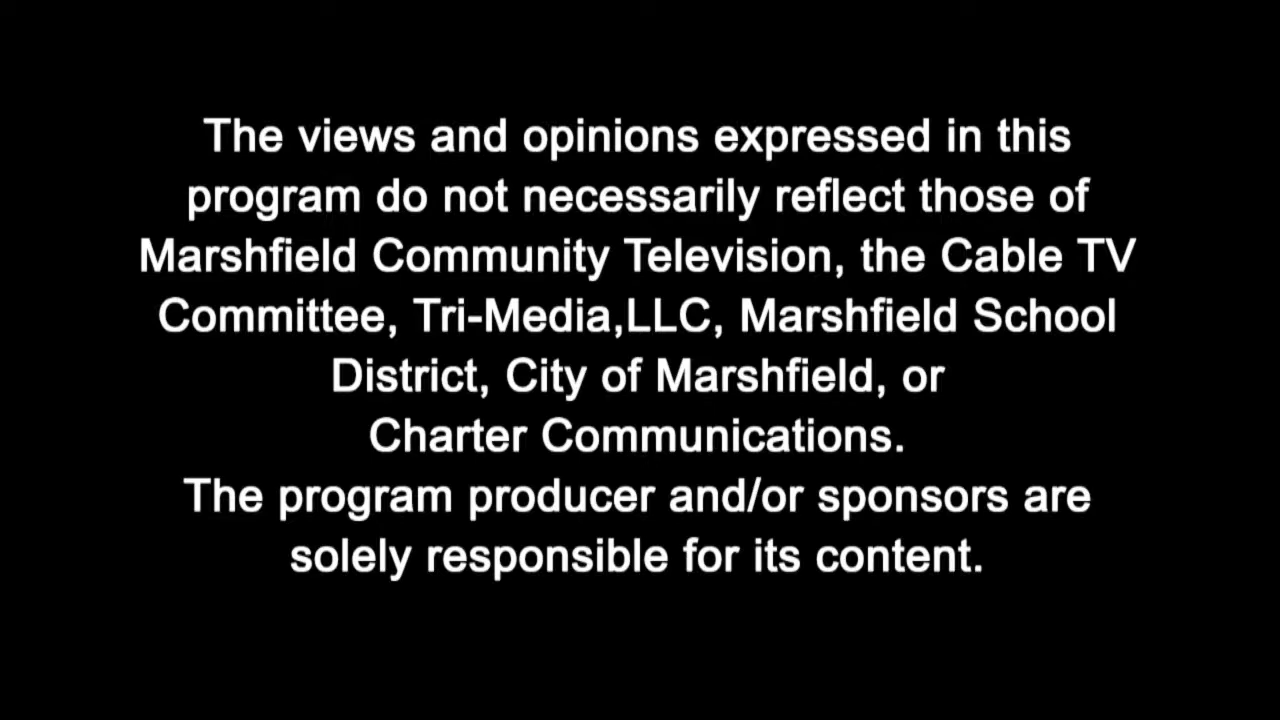 The views and opinions expressed in this
program do not necessarily reflect those of
Marshfield Community Television, the Cable TV
Committee, Tri-Media,LLC, Marshfield School
District, City of Marshfield, or
Charter Communications.
The program producer and/or sponsors are
solely responsible for its content.